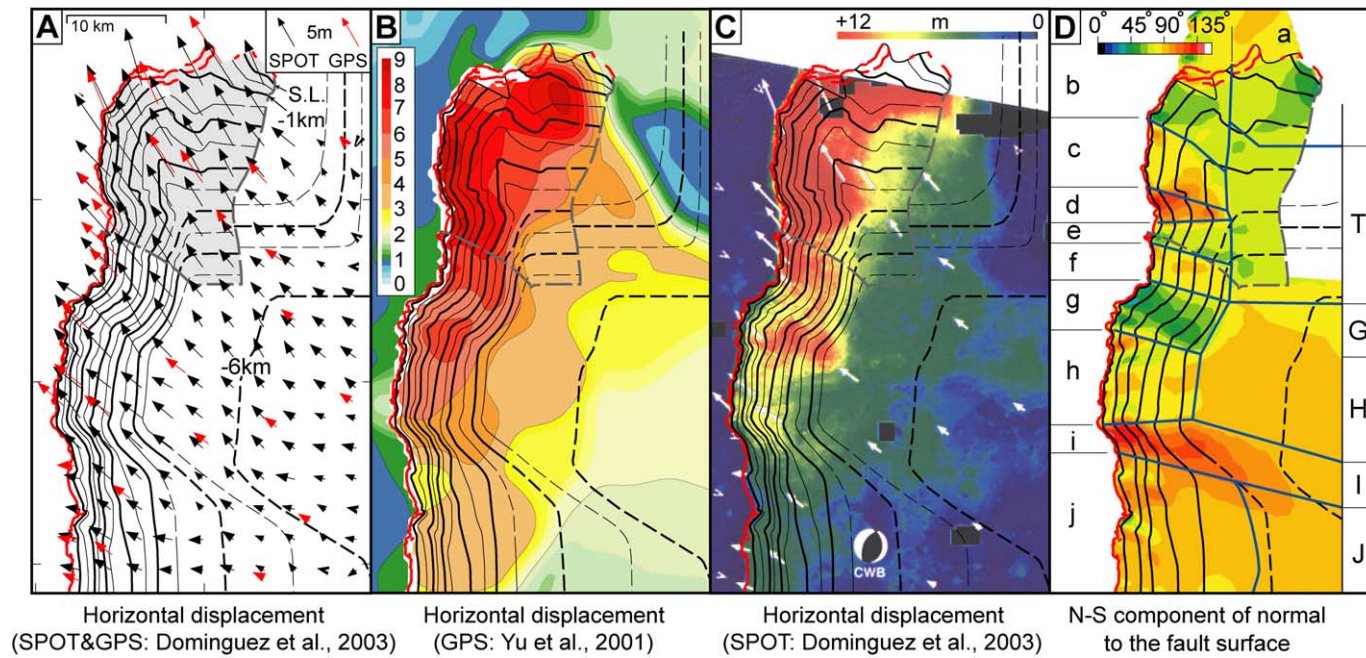 A
10 km
5m
SPOT GPS
S.L.
-1km
-6km
B
9
8
7
6
5
4
3
2
1
0
C
+12 m 0
CWB
D
0° 45° 90° 135°
a
b
c
d
e
f
g
h
i
j
T
G
H
I
J
Horizontal displacement
(SPOT&GPS: Dominguez et al., 2003)
Horizontal displacement
(GPS: Yu et al., 2001)
Horizontal displacement
(SPOT: Dominguez et al., 2003)
N-S component of normal
to the fault surface